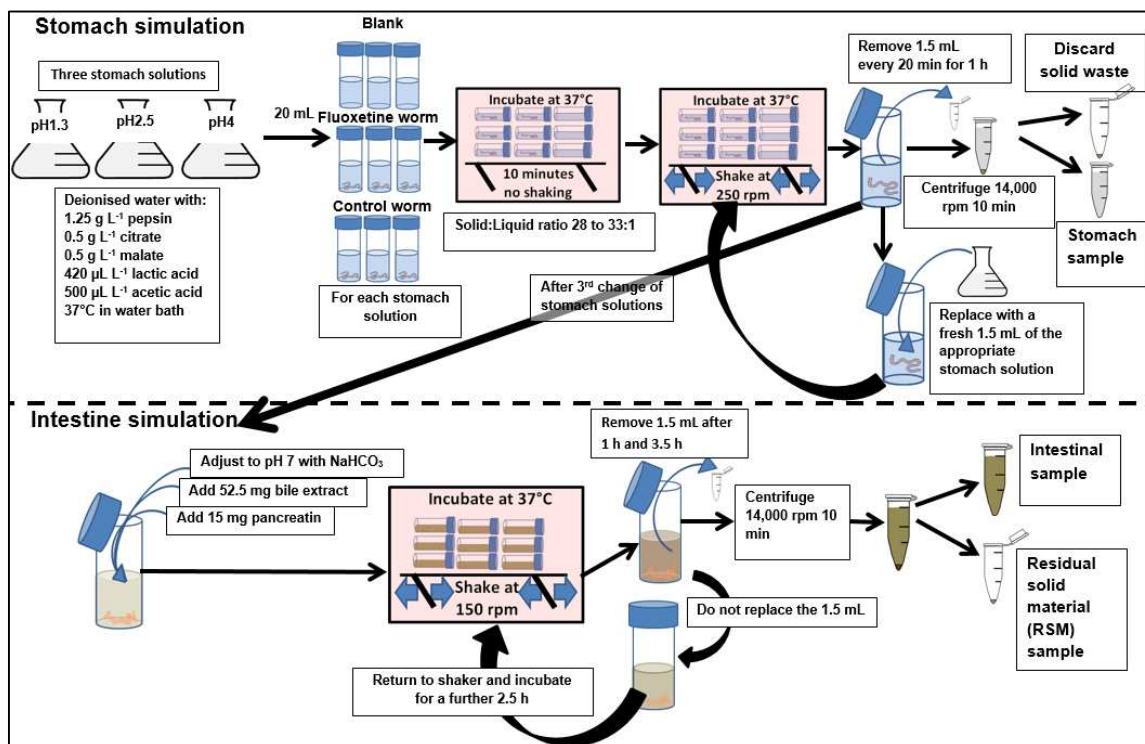 Stomach simulation
Three stomach solutions
pH1.3
pH2.5
pH4
Deionised water with:
1.25 g L⁻¹ pepsin
0.5 g L⁻¹ citrate
0.5 g L⁻¹ malate
420 µL L⁻¹ lactic acid
500 µL L⁻¹ acetic acid
37°C in water bath
20 mL
Blank
Fluoxetine worm
Control worm
For each stomach
solution
Incubate at 37°C
10 minutes
no shaking
Solid:Liquid ratio 28 to 33:1
Incubate at 37°C
Shake at
250 rpm
Remove 1.5 mL
every 20 min for 1 h
Centrifuge 14,000
rpm 10 min
Discard
solid waste
Stomach
sample
Replace with a
fresh 1.5 mL of the
appropriate
stomach solution
After 3ʳᵈ change of
stomach solutions
Intestine simulation
Adjust to pH 7 with NaHCO₃
Add 52.5 mg bile extract
Add 15 mg pancreatin
Incubate at 37°C
Shake at
150 rpm
Remove 1.5 mL after
1 h and 3.5 h
Centrifuge
14,000 rpm 10
min
Intestinal
sample
Residual
solid
material
(RSM)
sample
Do not replace the 1.5 mL
Return to shaker and incubate
for a further 2.5 h